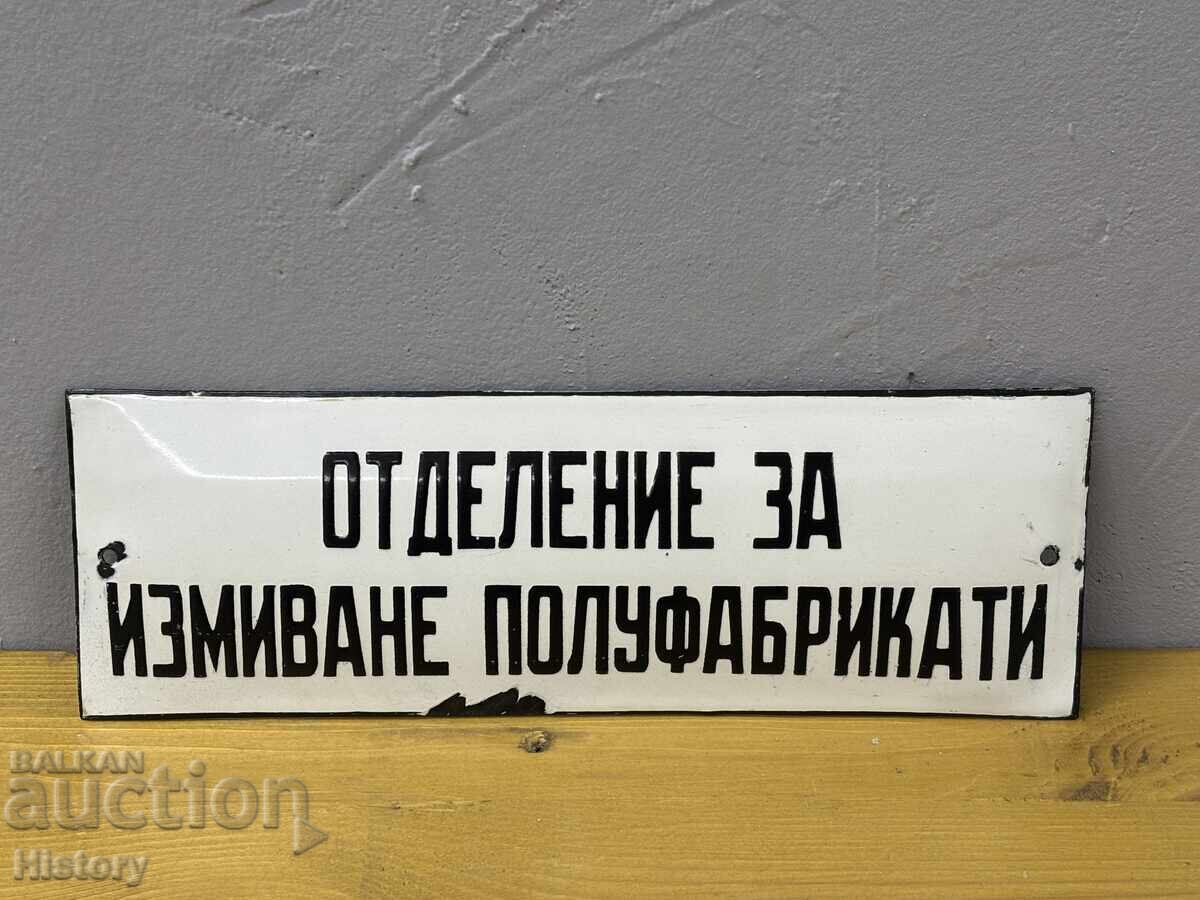 ОТДЕЛЕНИЕ ЗА
ИЗМИВАНЕ ПОЛУФАБРИКАТИ
BALKAN
auction
History